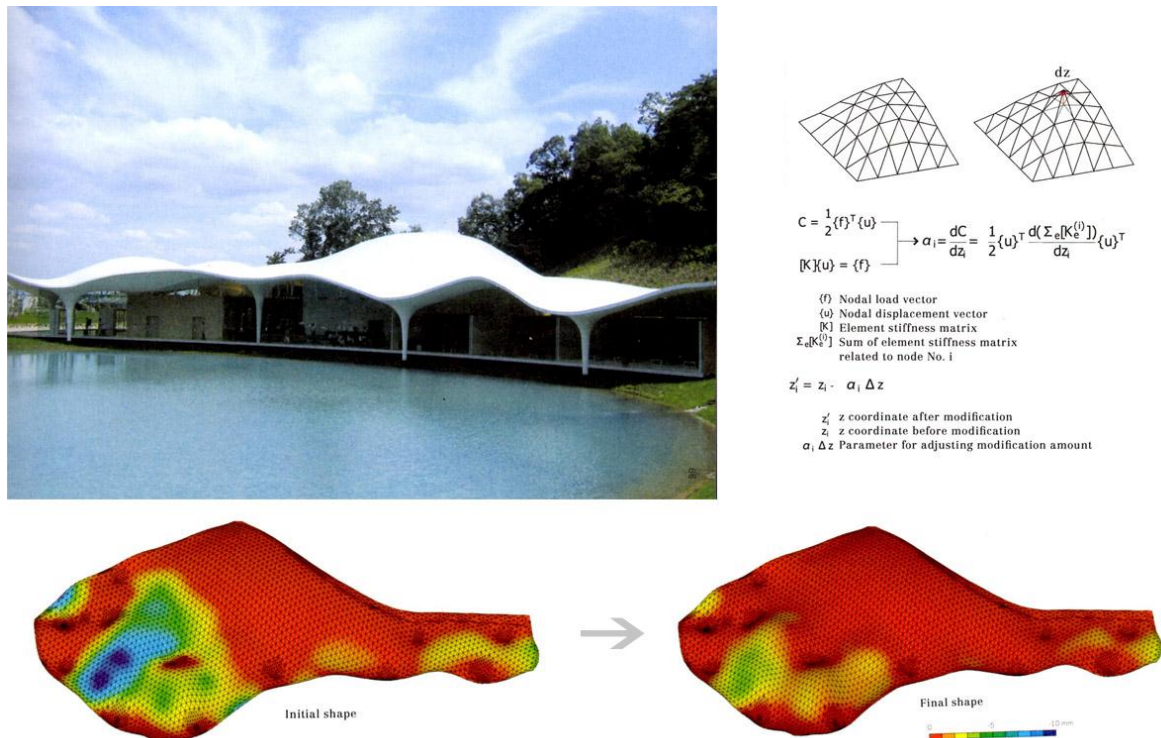 dz
C = 1/2 {f}ᵀ{u}
[K]{u} = {f}
αᵢ = dC/dzᵢ = 1/2 {u}ᵀ d(Σₑ[Kₑ⁽ⁱ⁾])/dzᵢ {u}ᵀ
{f} Nodal load vector
{u} Nodal displacement vector
[K] Element stiffness matrix
Σₑ[Kₑ⁽ⁱ⁾] Sum of element stiffness matrix
related to node No. i
zᵢ′ = zᵢ - αᵢ Δz
zᵢ′ z coordinate after modification
zᵢ z coordinate before modification
αᵢ Δz Parameter for adjusting modification amount
Initial shape
Final shape
0 -5 -10 mm